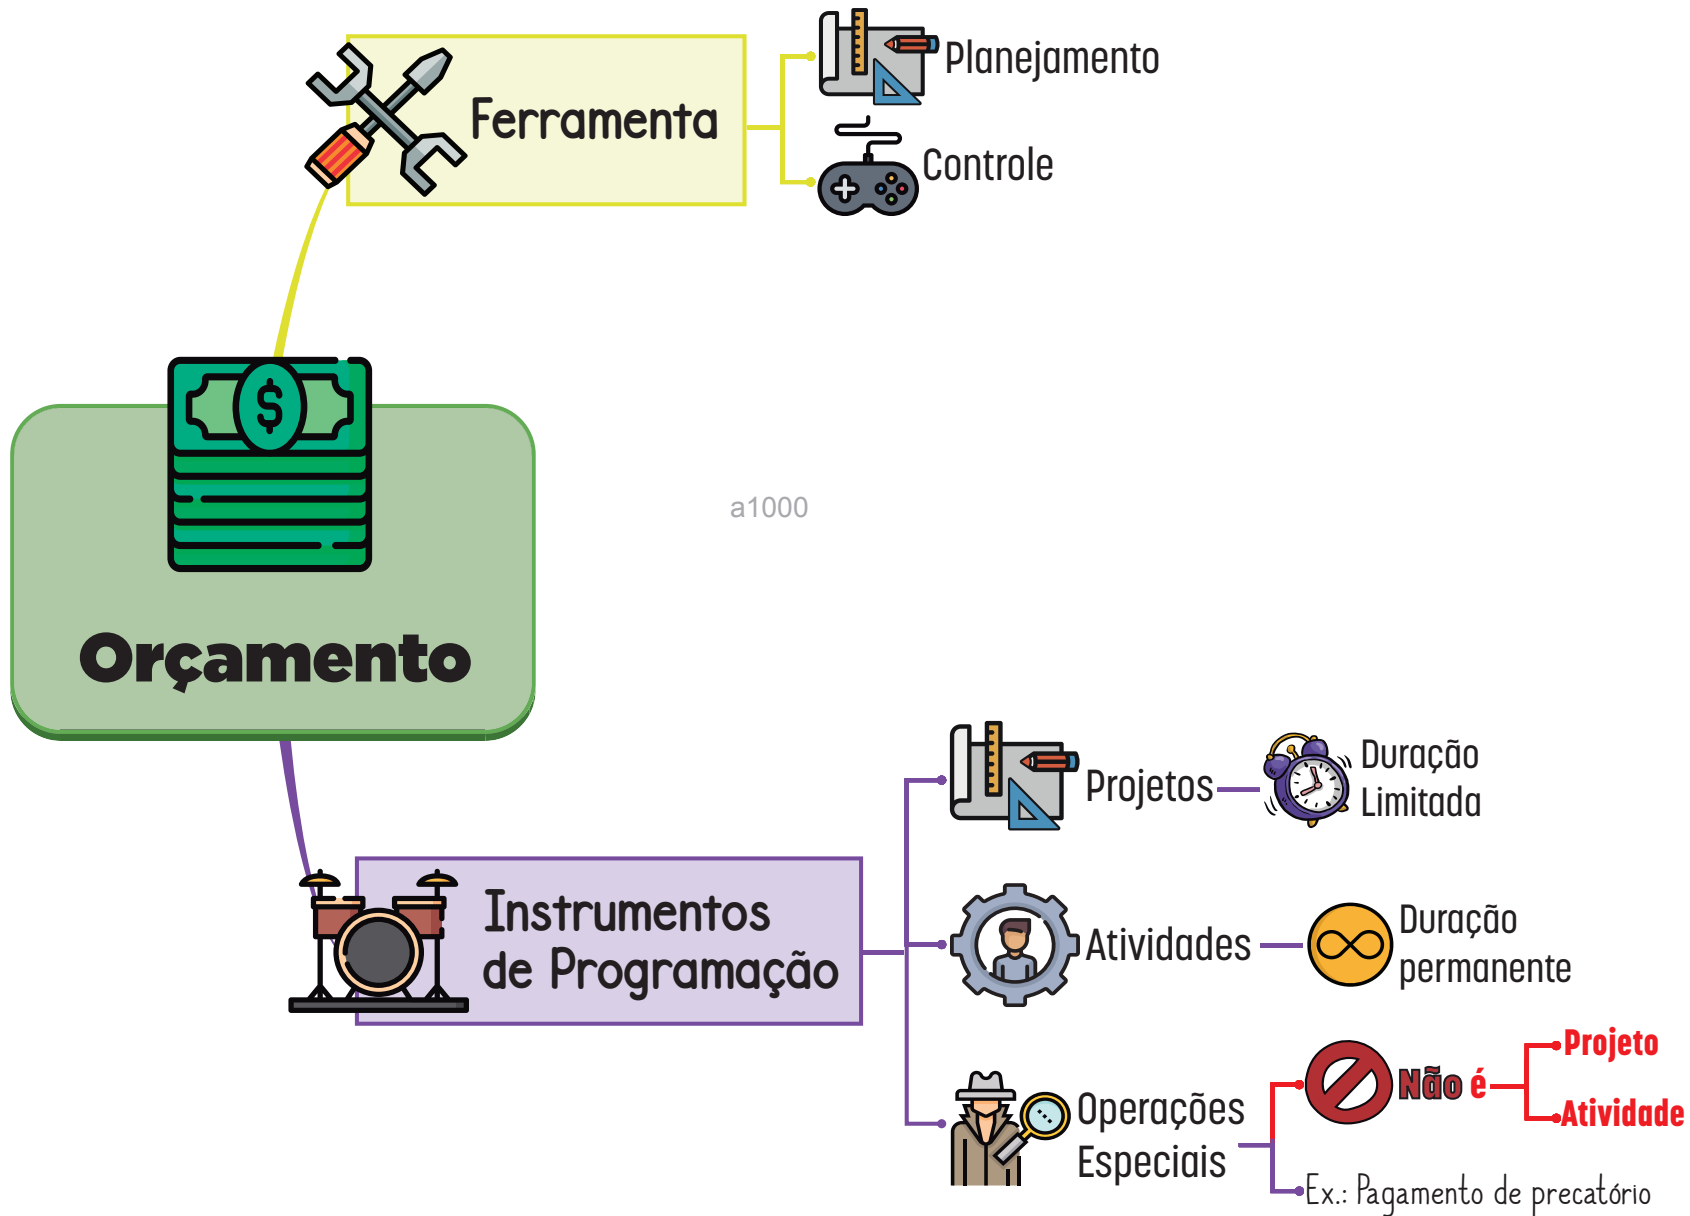 Planejamento
Ferramenta
Controle
$
Orçamento
a1000
Projetos
Duração
Limitada
Instrumentos
de Programação
Atividades
Duração
permanente
Operações
Especiais
Não é
Projeto
Atividade
Ex.: Pagamento de precatório